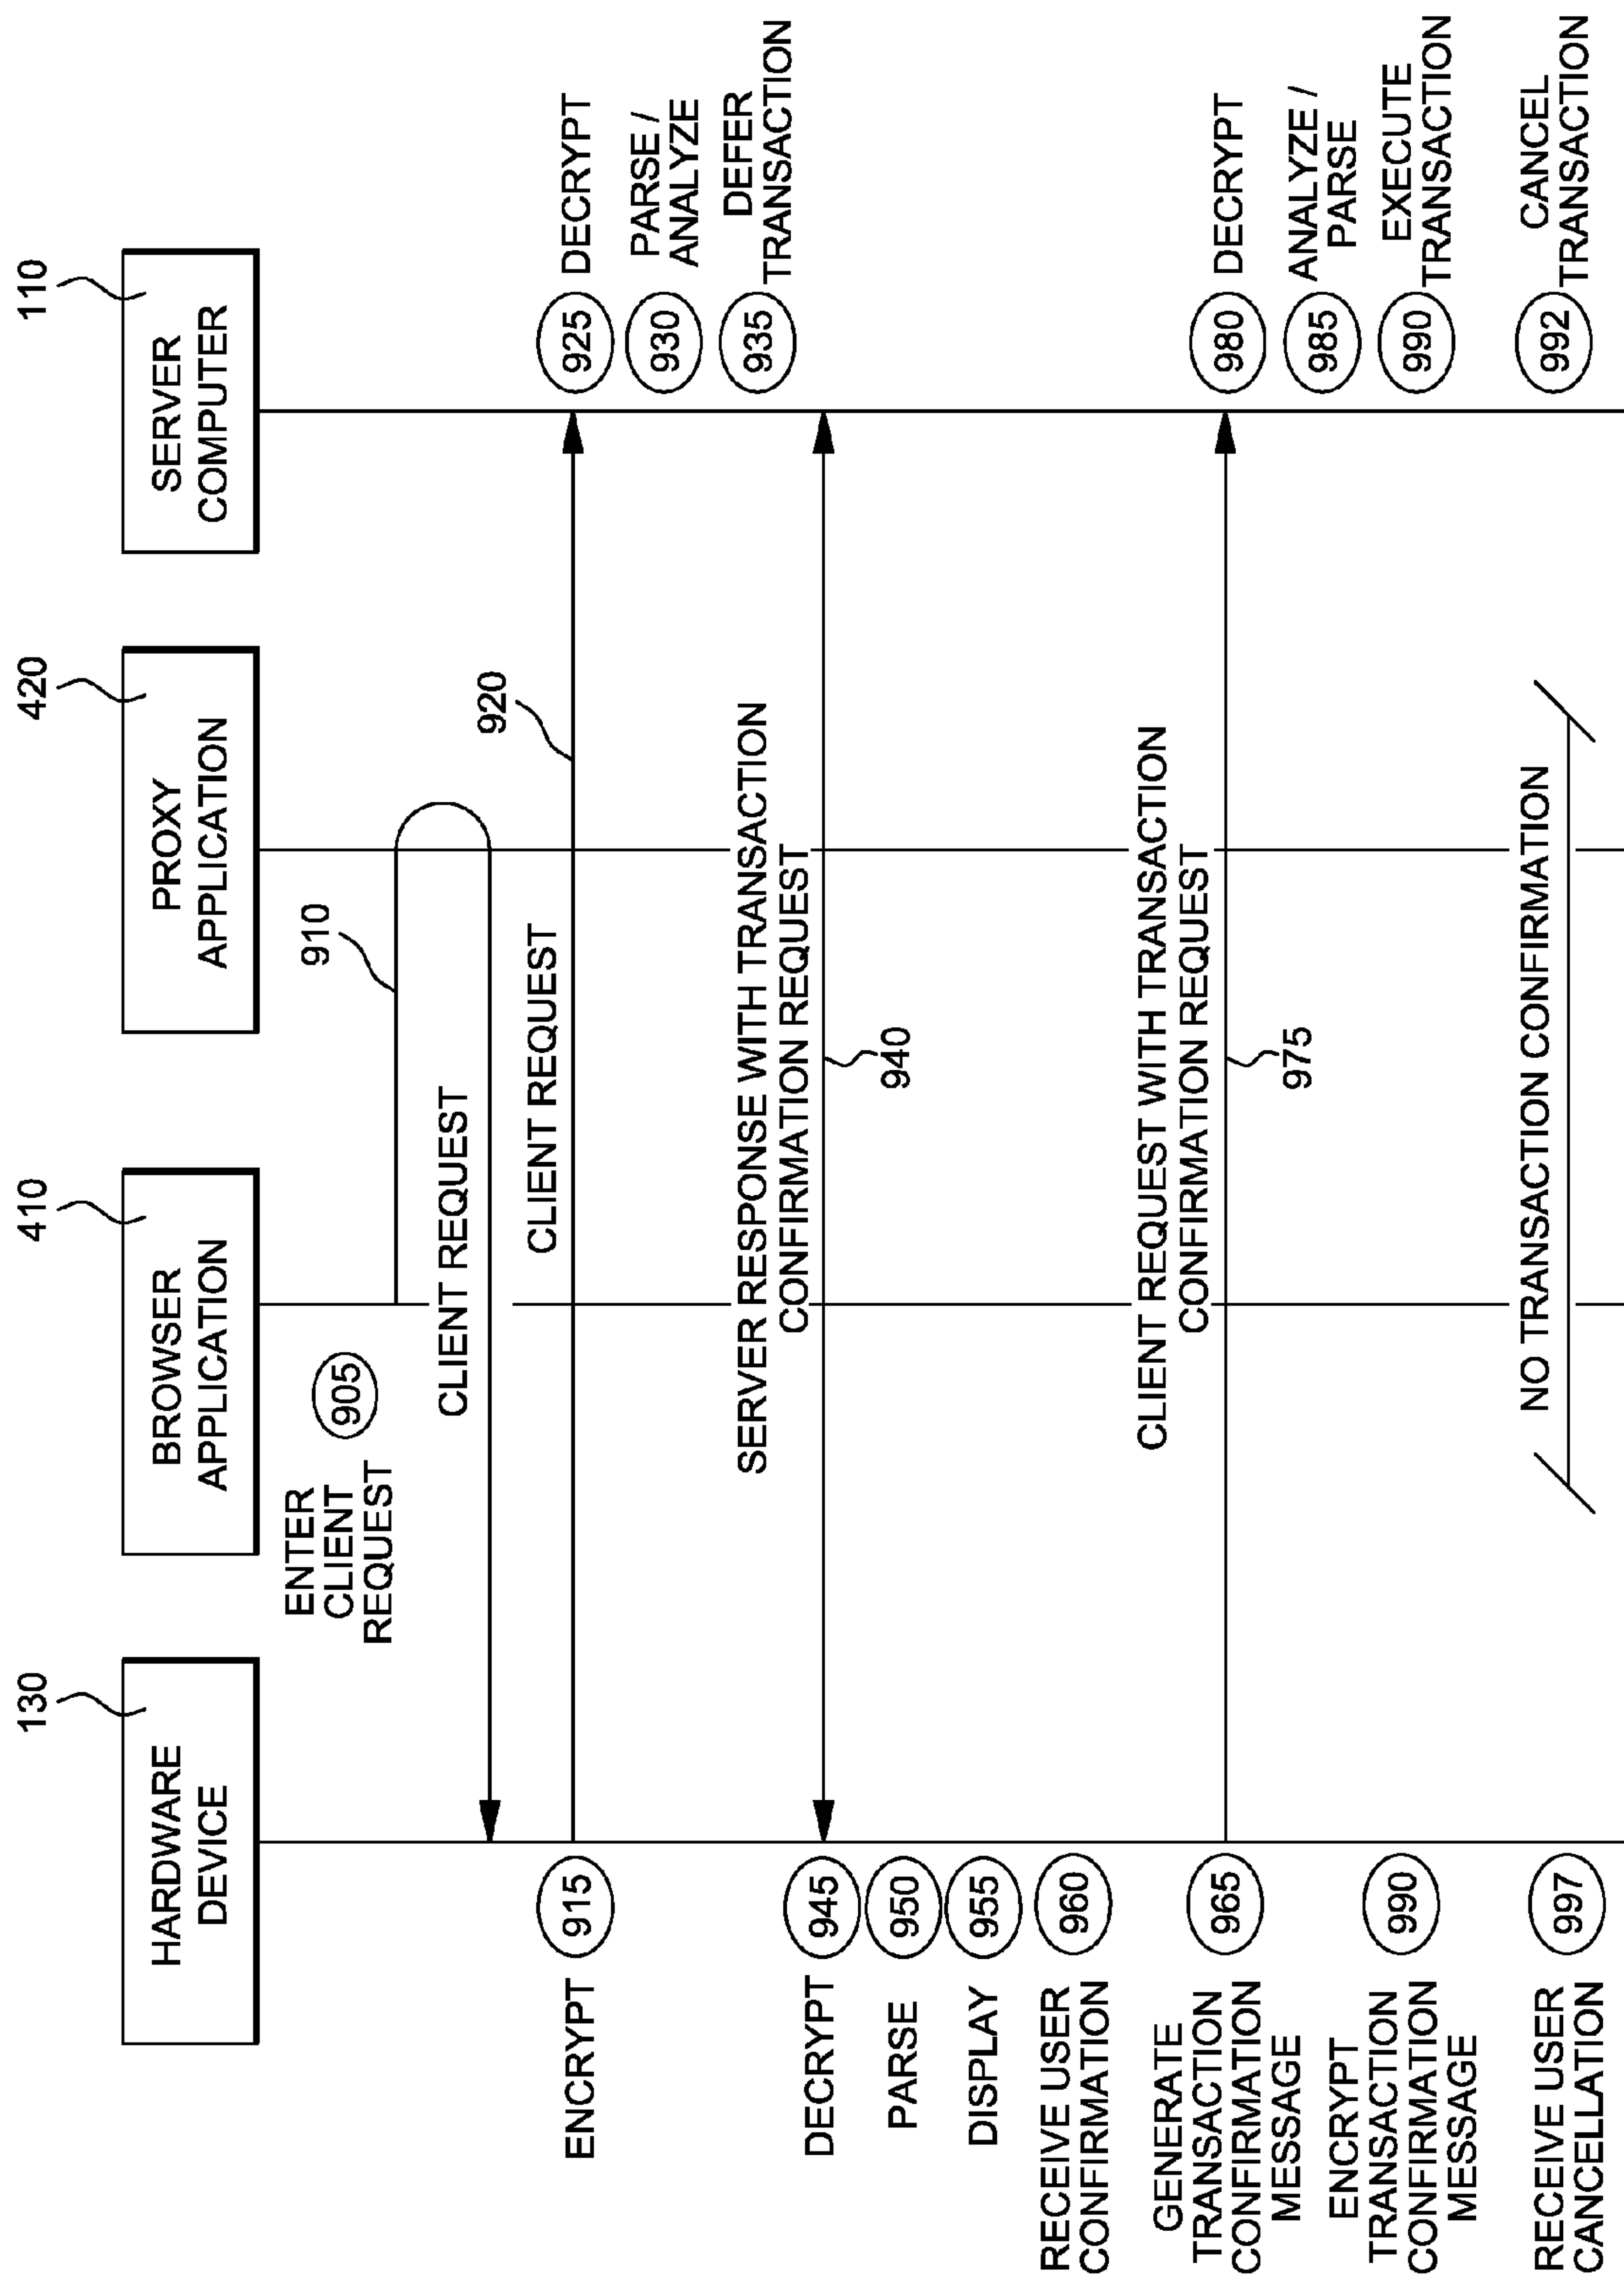 130
410
420
110
HARDWARE
DEVICE
BROWSER
APPLICATION
PROXY
APPLICATION
SERVER
COMPUTER
ENTER
CLIENT
REQUEST
905
910
CLIENT REQUEST
920
CLIENT REQUEST
ENCRYPT
915
925
DECRYPT
930
PARSE /
ANALYZE
935
DEFER
TRANSACTION
SERVER RESPONSE WITH TRANSACTION
CONFIRMATION REQUEST
940
DECRYPT
945
PARSE
950
DISPLAY
955
RECEIVE USER
CONFIRMATION
960
CLIENT REQUEST WITH TRANSACTION
CONFIRMATION REQUEST
975
GENERATE
TRANSACTION
CONFIRMATION
MESSAGE
965
980
DECRYPT
985
ANALYZE /
PARSE
ENCRYPT
TRANSACTION
CONFIRMATION
MESSAGE
990
990
EXECUTE
TRANSACTION
RECEIVE USER
CANCELLATION
997
NO TRANSACTION CONFIRMATION
992
CANCEL
TRANSACTION